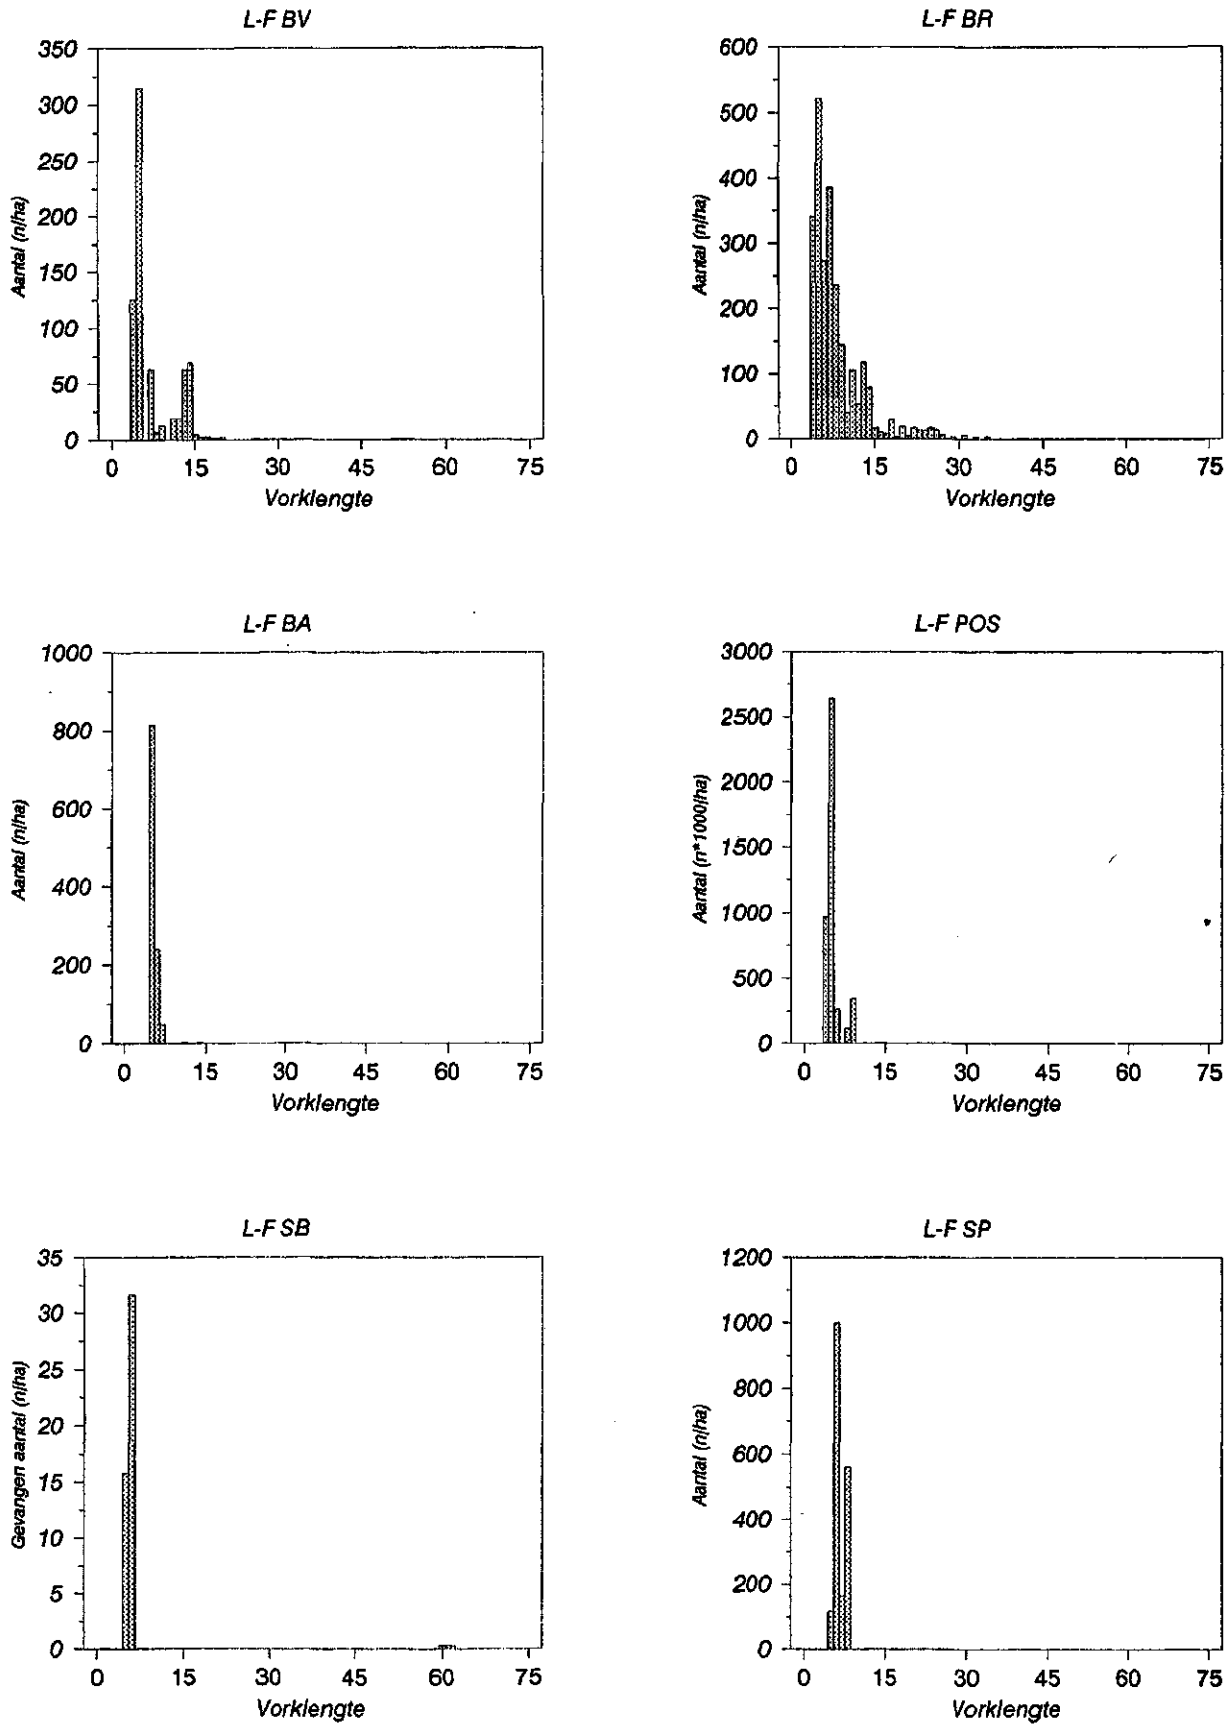 L-F BV
350
300
250
200
150
100
50
0
Aantal (n/ha)
0 15 30 45 60 75
Vorklengte
L-F BR
600
500
400
300
200
100
0
Aantal (n/ha)
0 15 30 45 60 75
Vorklengte
L-F BA
1000
800
600
400
200
0
Aantal (n/ha)
0 15 30 45 60 75
Vorklengte
L-F POS
3000
2500
2000
1500
1000
500
0
Aantal (n*1000/ha)
0 15 30 45 60 75
Vorklengte
L-F SB
35
30
25
20
15
10
5
0
Gevangen aantal (n/ha)
0 15 30 45 60 75
Vorklengte
L-F SP
1200
1000
800
600
400
200
0
Aantal (n/ha)
0 15 30 45 60 75
Vorklengte